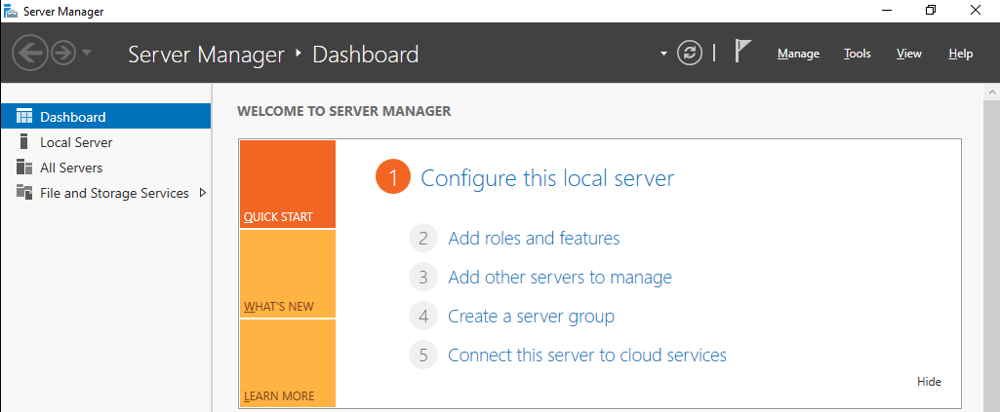 Server Manager
Server Manager ‣ Dashboard
Manage Tools View Help
Dashboard
Local Server
All Servers
File and Storage Services
WELCOME TO SERVER MANAGER
QUICK START
WHAT'S NEW
LEARN MORE
1 Configure this local server
2 Add roles and features
3 Add other servers to manage
4 Create a server group
5 Connect this server to cloud services
Hide